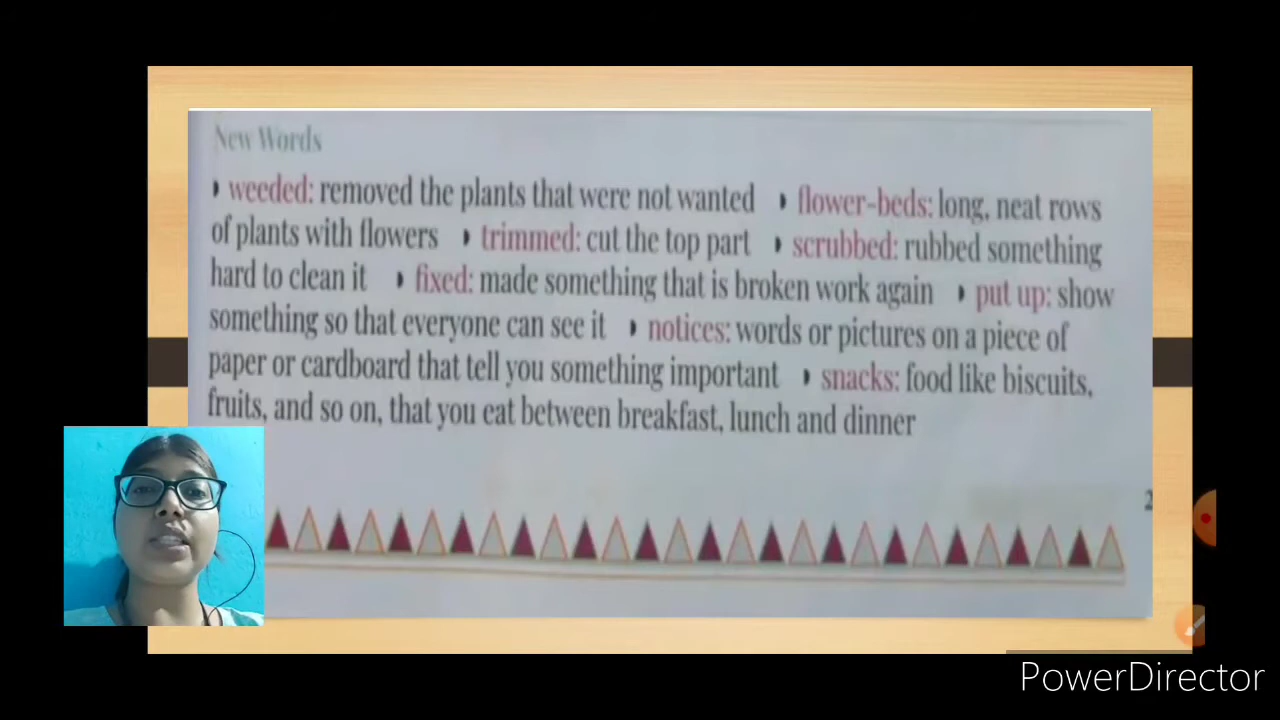 New Words
weeded: removed the plants that were not wanted flower-beds: long, neat rows
of plants with flowers trimmed: cut the top part scrubbed: rubbed something
hard to clean it fixed: made something that is broken work again put up: show
something so that everyone can see it notices: words or pictures on a piece of
paper or cardboard that tell you something important snacks: food like biscuits,
fruits, and so on, that you eat between breakfast, lunch and dinner
2
PowerDirector